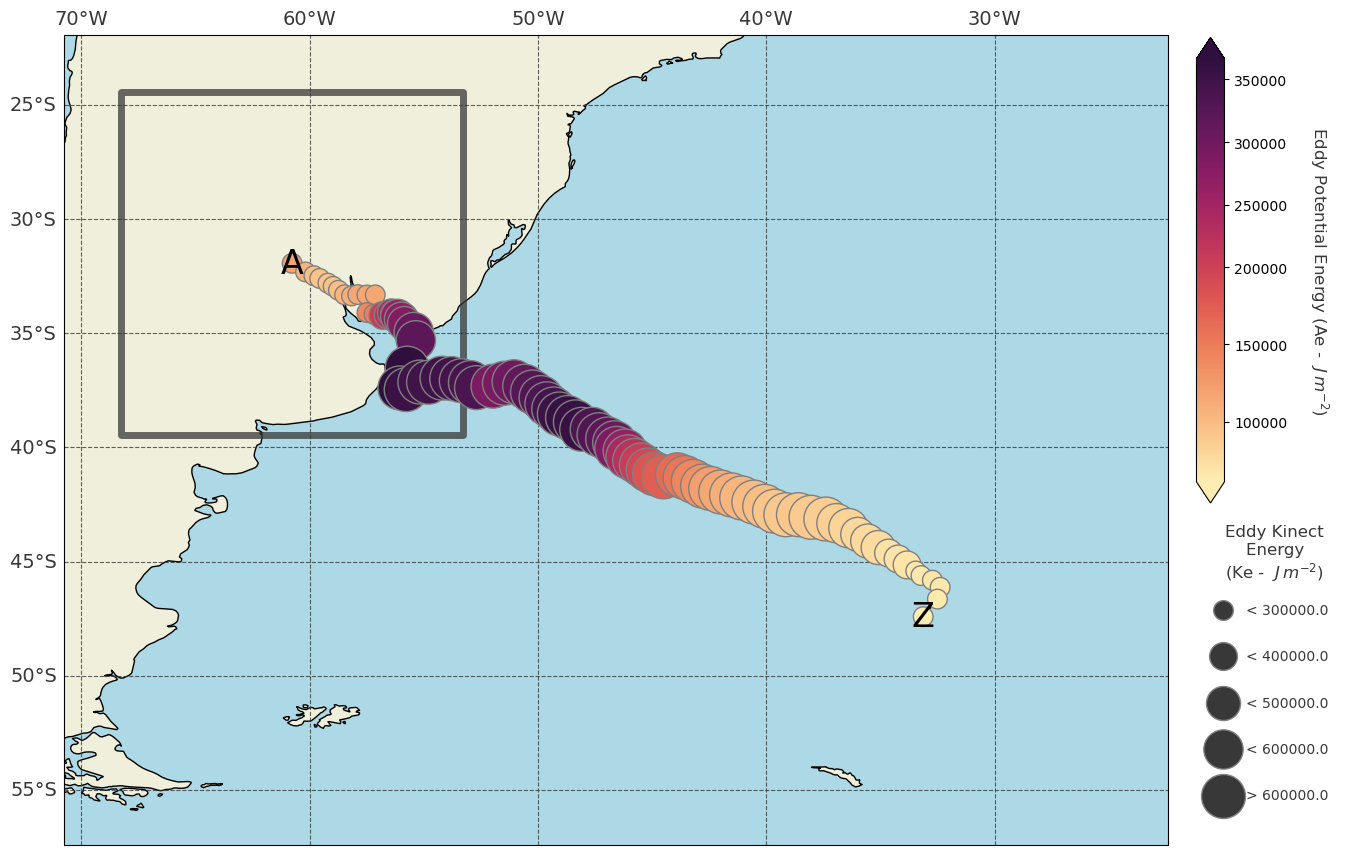 70°W 60°W 50°W 40°W 30°W
25°S
30°S
35°S
40°S
45°S
50°S
55°S
A
Z
350000
300000
250000
200000
150000
100000
Eddy Potential Energy (Ae - J m⁻²)
Eddy Kinect
Energy
(Ke - J m⁻²)
< 300000.0
< 400000.0
< 500000.0
< 600000.0
> 600000.0